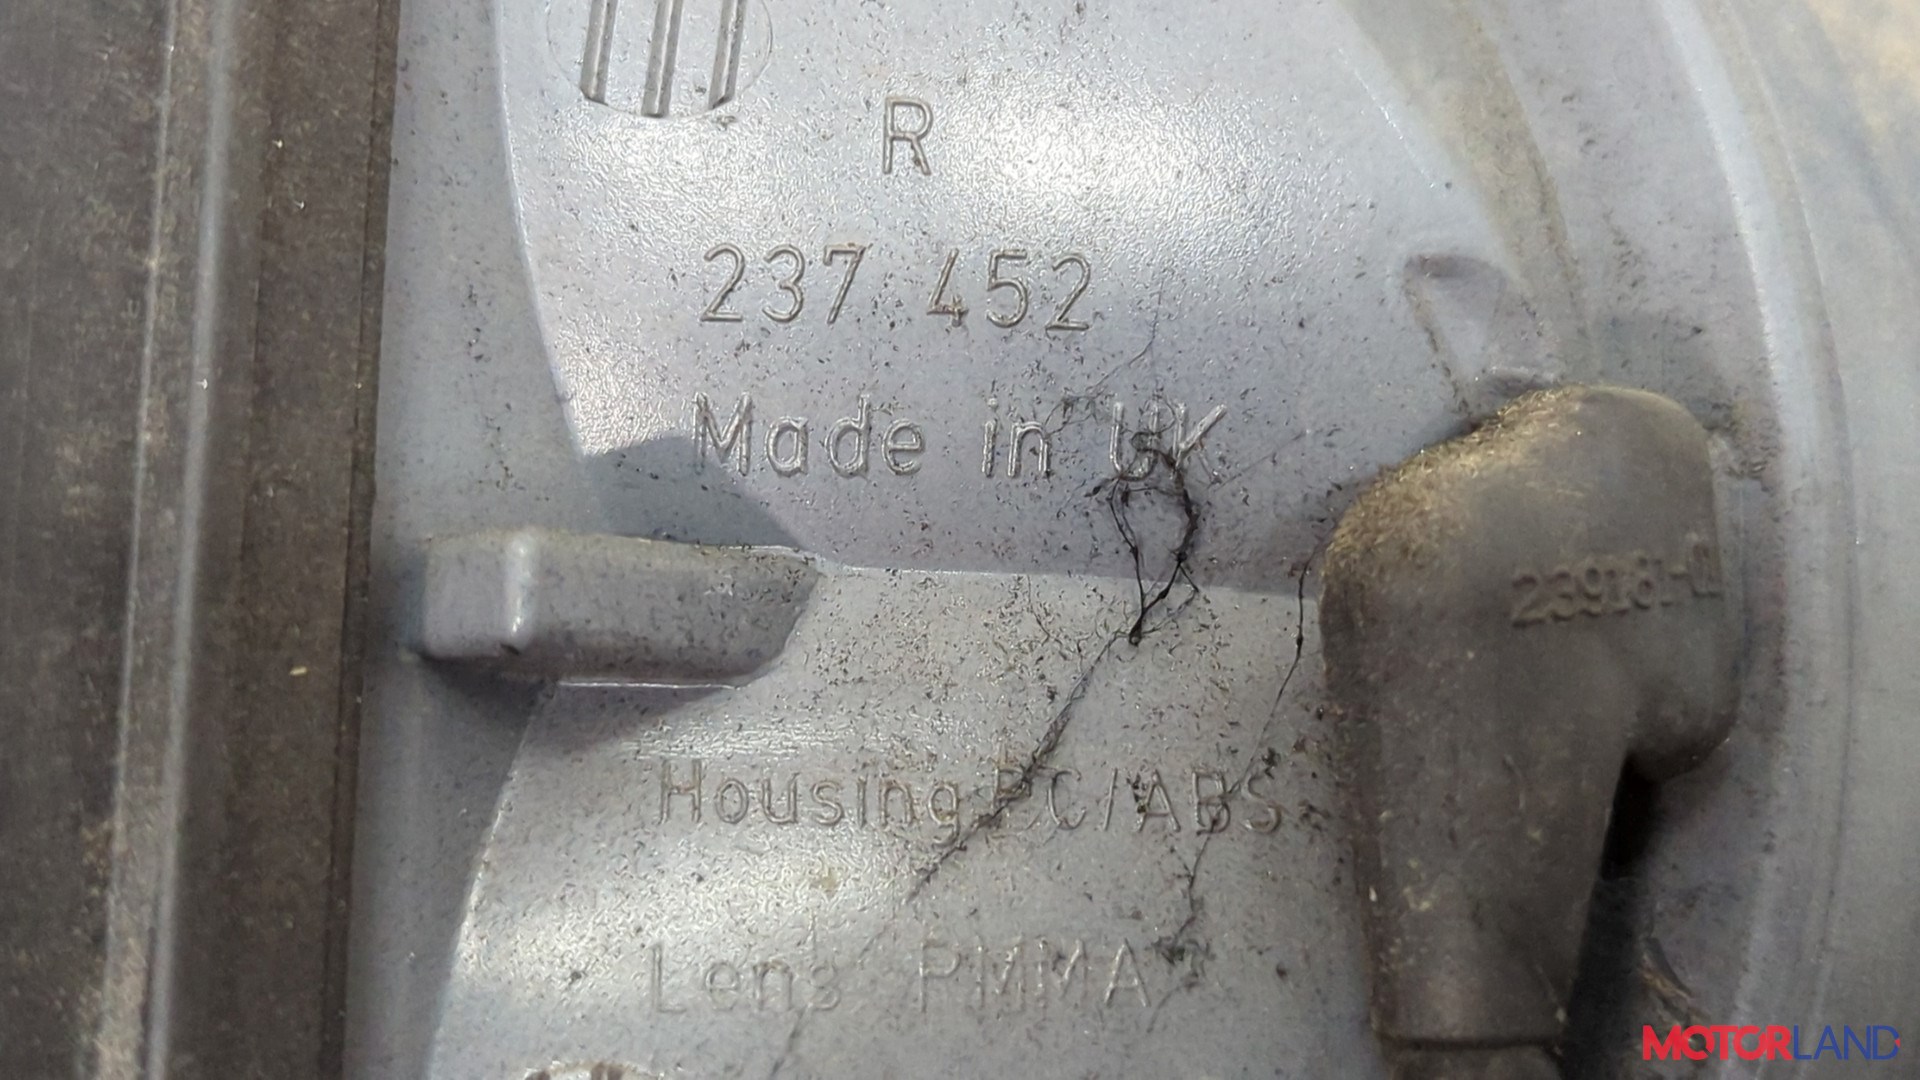 R
237 452
Made in UK
Housing PC/ABS
Lens PMMA
MOTORLAND